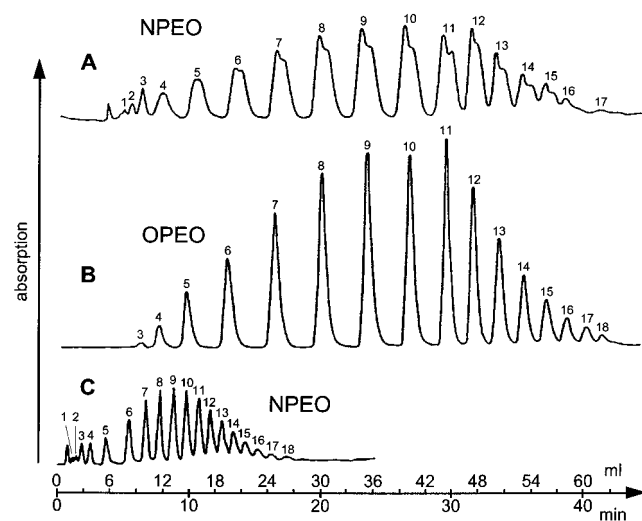 NPEO
A
1 2 3 4 5 6 7 8 9 10 11 12 13 14 15 16 17
OPEO
B
3 4 5 6 7 8 9 10 11 12 13 14 15 16 17 18
absorption
C
NPEO
1 2 3 4 5 6 7 8 9 10 11 12 13 14 15 16 17 18
0 6 12 18 24 30 36 42 48 54 60 ml
0 10 20 30 40 min